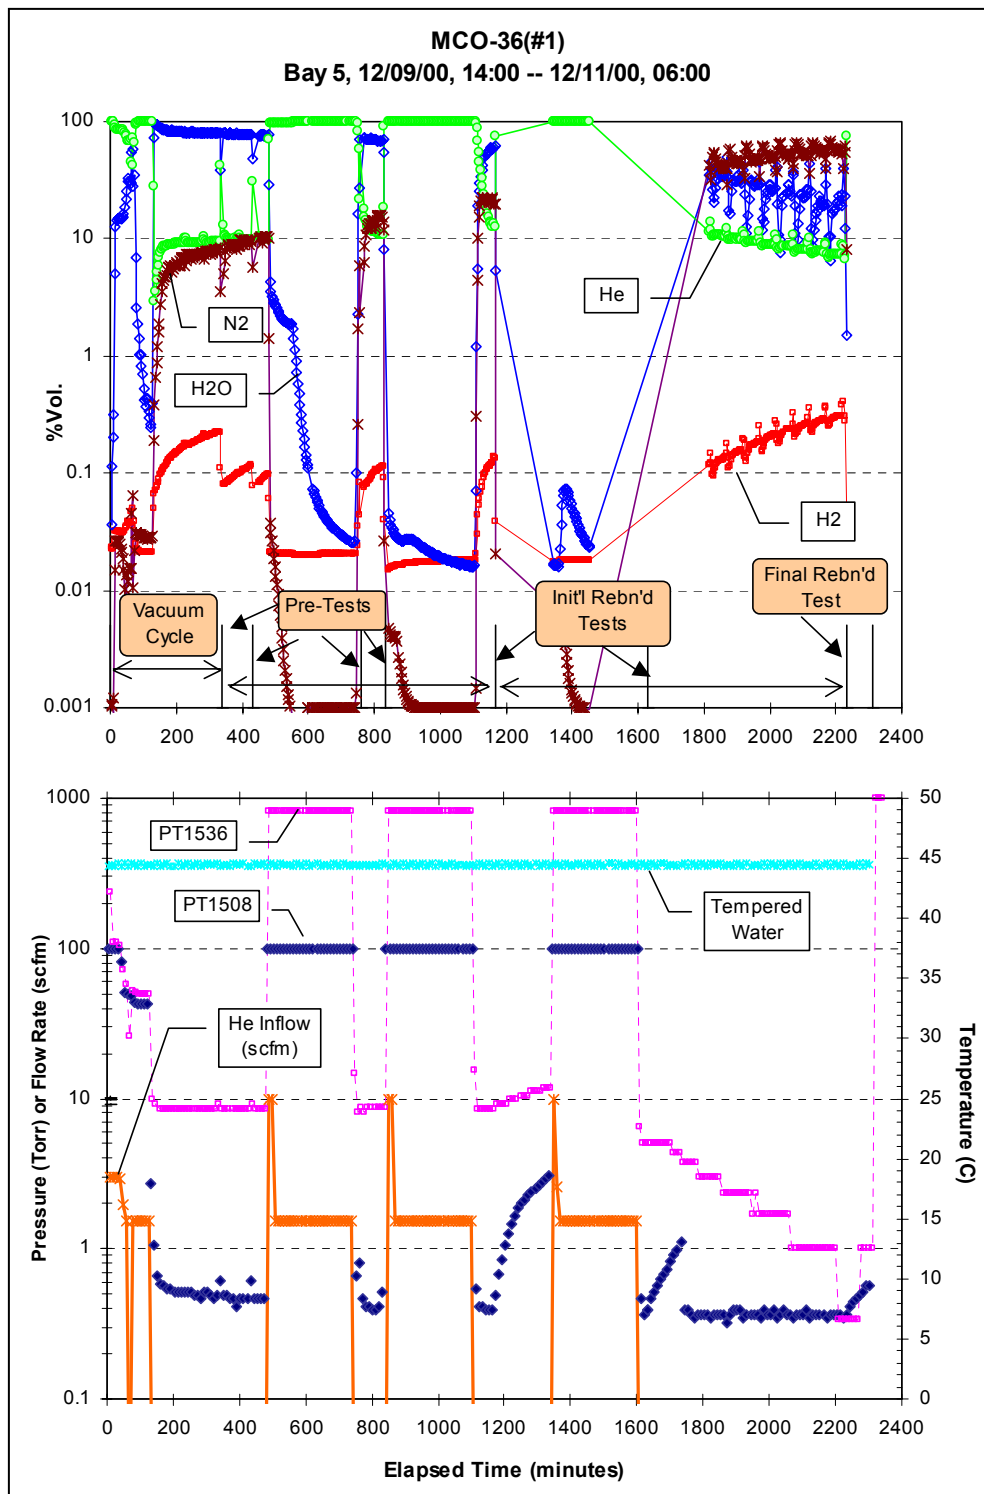 MCO-36(#1)
Bay 5, 12/09/00, 14:00 -- 12/11/00, 06:00
%Vol.
100
10
1
0.1
0.01
0.001
N2
H2O
He
H2
Vacuum
Cycle
Pre-Tests
Init'l Rebn'd
Tests
Final Rebn'd
Test
0 200 400 600 800 1000 1200 1400 1600 1800 2000 2200 2400
Pressure (Torr) or Flow Rate (scfm)
1000
100
10
1
0.1
PT1536
PT1508
He Inflow
(scfm)
Tempered
Water
50
45
40
35
30
25
20
15
10
5
0
Temperature (C)
0 200 400 600 800 1000 1200 1400 1600 1800 2000 2200 2400
Elapsed Time (minutes)